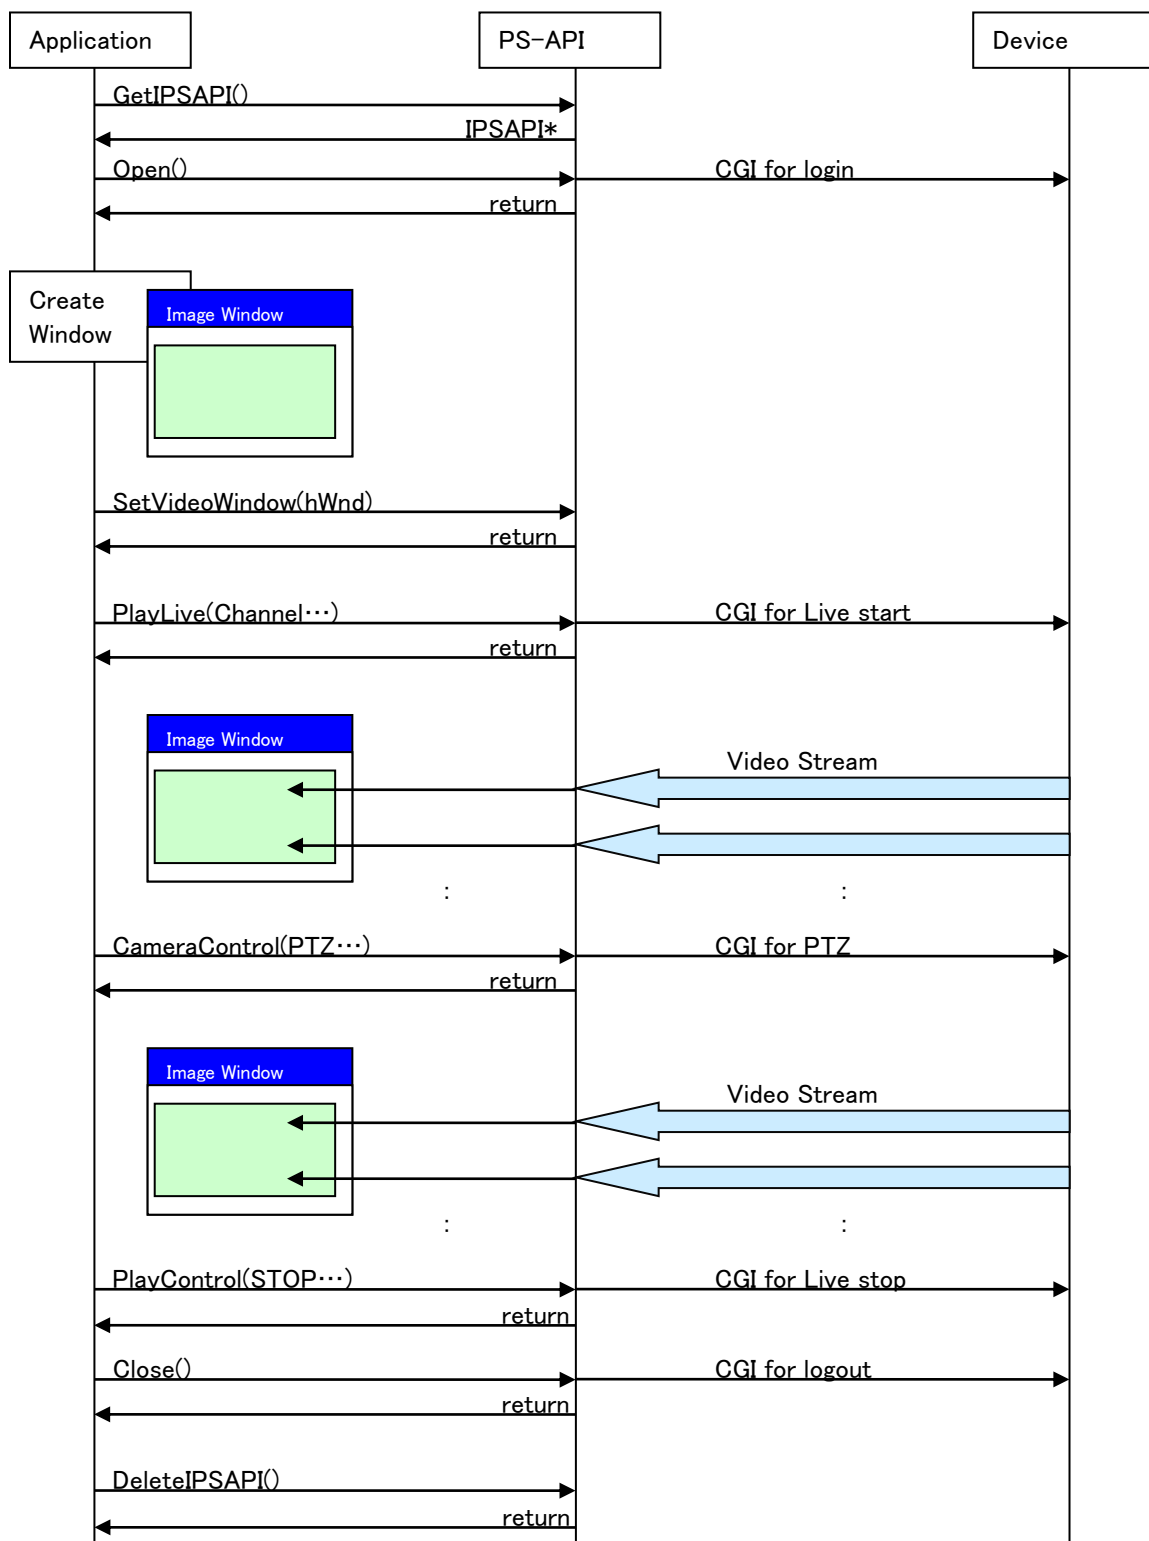 Application
PS-API
Device
GetIPSAPI()
IPSAPI*
Open()
CGI for login
return
Create
Window
Image Window
SetVideoWindow(hWnd)
return
PlayLive(Channel…)
CGI for Live start
return
Image Window
Video Stream
:
:
CameraControl(PTZ…)
CGI for PTZ
return
Image Window
Video Stream
:
:
PlayControl(STOP…)
CGI for Live stop
return
Close()
CGI for logout
return
DeleteIPSAPI()
return